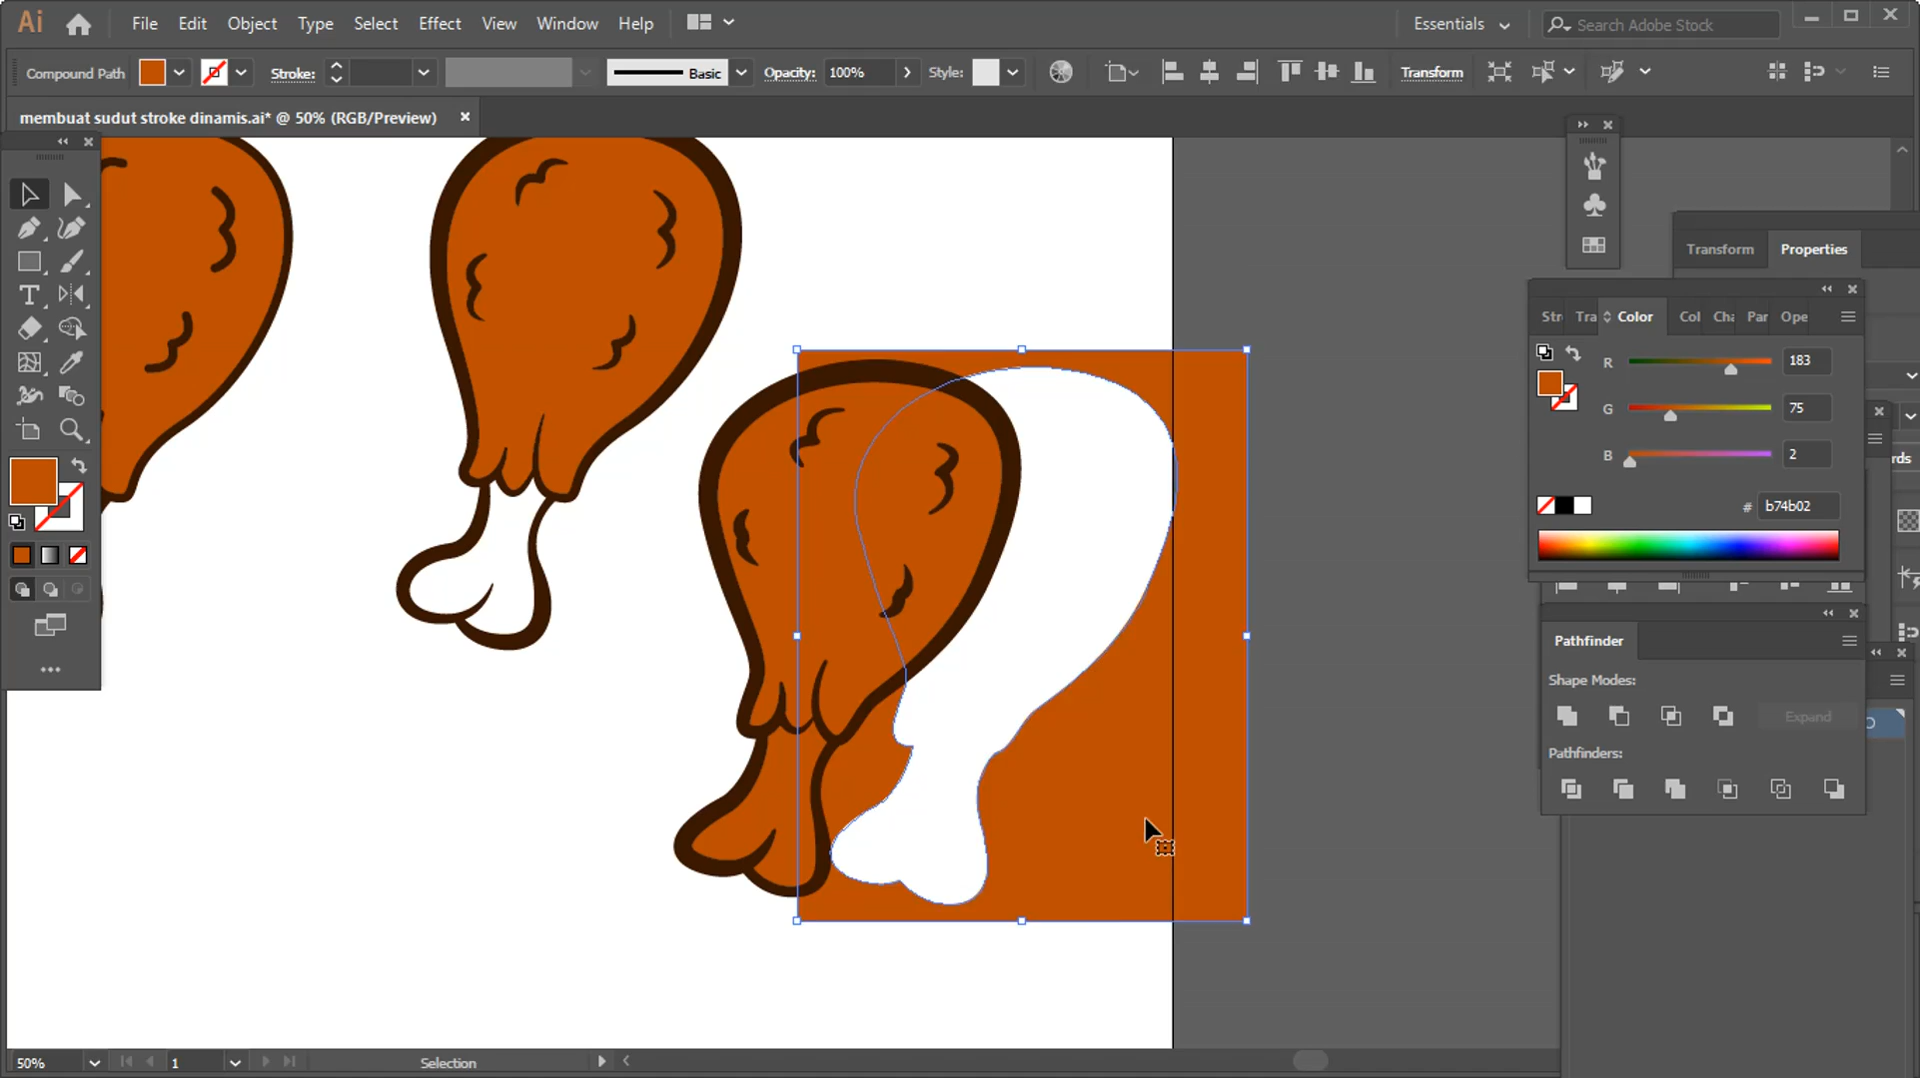 Ai File Edit Object Type Select Effect View Window Help Essentials Search Adobe Stock
Compound Path Stroke: Basic Opacity: 100% Style: Transform
membuat sudut stroke dinamis.ai* @ 50% (RGB/Preview)
Transform Properties
Str Tra Color Col Cha Par Ope
R 183
G 75
B 2
# b74b02
rds
Pathfinder
Shape Modes:
Expand
Pathfinders:
50% 1 Selection